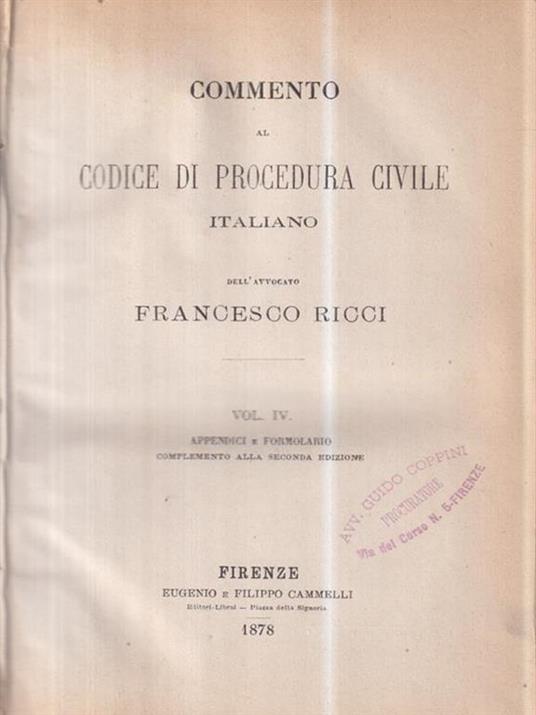 COMMENTO
AL
CODICE DI PROCEDURA CIVILE
ITALIANO
DELL'AVVOCATO
FRANCESCO RICCI
VOL. IV.
APPENDICI E FORMOLARIO
COMPLEMENTO ALLA SECONDA EDIZIONE
AVV. GUIDO COPPINI
PROCURATORE
Via del Corso N. 5-FIRENZE
FIRENZE
EUGENIO E FILIPPO CAMMELLI
Editori-Librai — Piazza della Signoria
1878